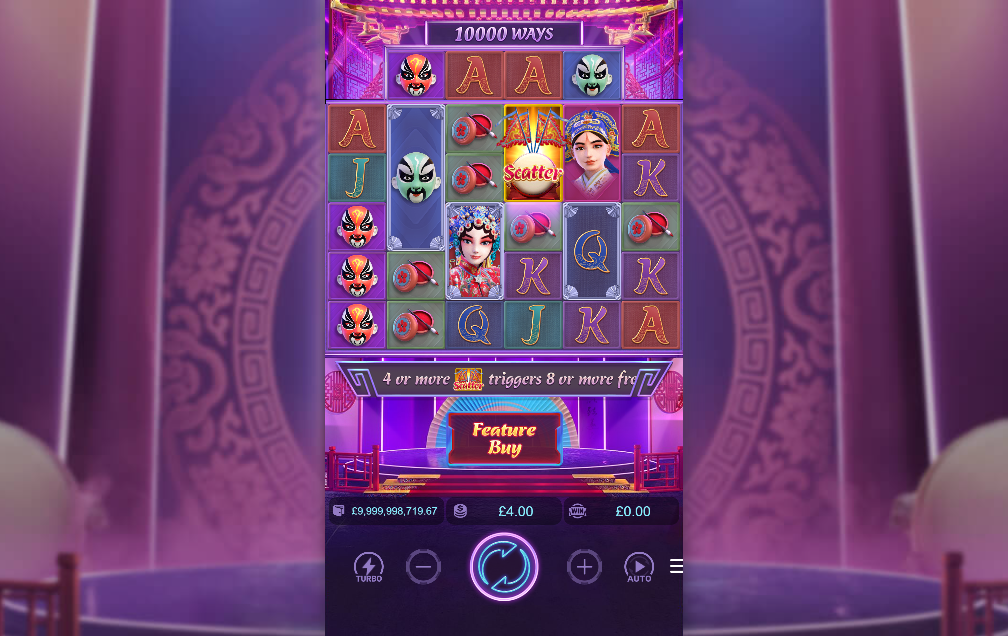 10000 WAYS
A A
A Scatter A
J K
Q
K K
Q J K A
4 or more Scatter triggers 8 or more fre
Feature
Buy
£9,999,998,719.67 £4.00 WIN £0.00
TURBO AUTO